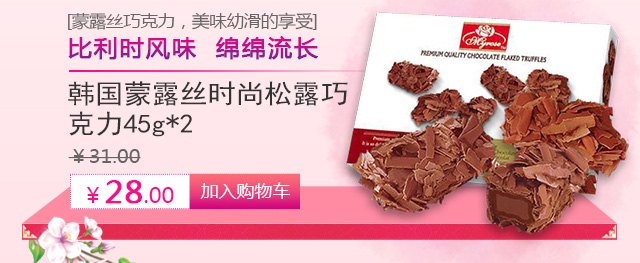 [蒙露丝巧克力，美味幼滑的享受]
比利时风味 绵绵流长
韩国蒙露丝时尚松露巧
克力45g*2
￥31.00
￥28.00
加入购物车
Myrose
PREMIUM QUALITY CHOCOLATE FLAKED TRUFFLES